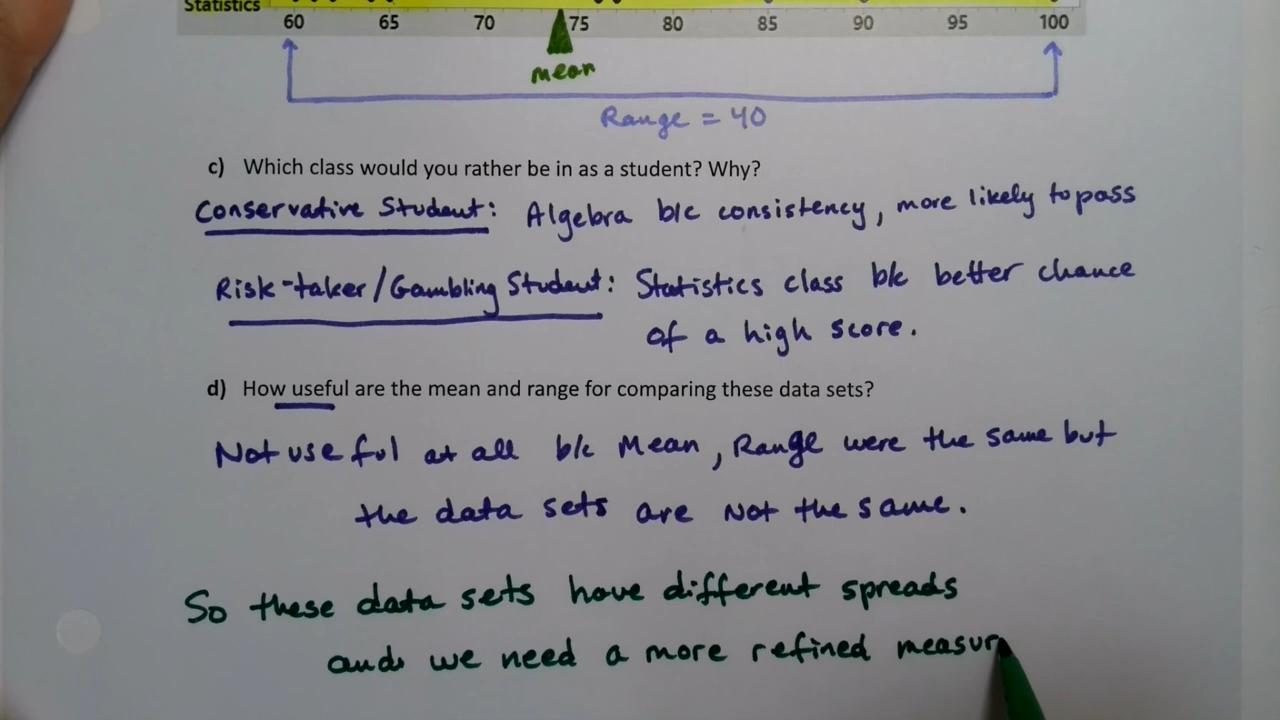 Statistics
60 65 70 75 80 85 90 95 100
mean
Range = 40
c) Which class would you rather be in as a student? Why?
Conservative Student: Algebra b/c consistency, more likely to pass
Risk-taker/Gambling Student: Statistics class b/c better chance
of a high score.
d) How useful are the mean and range for comparing these data sets?
Not useful at all b/c Mean, Range were the same but
the data sets are Not the same.
So these data sets have different spreads
and we need a more refined measur